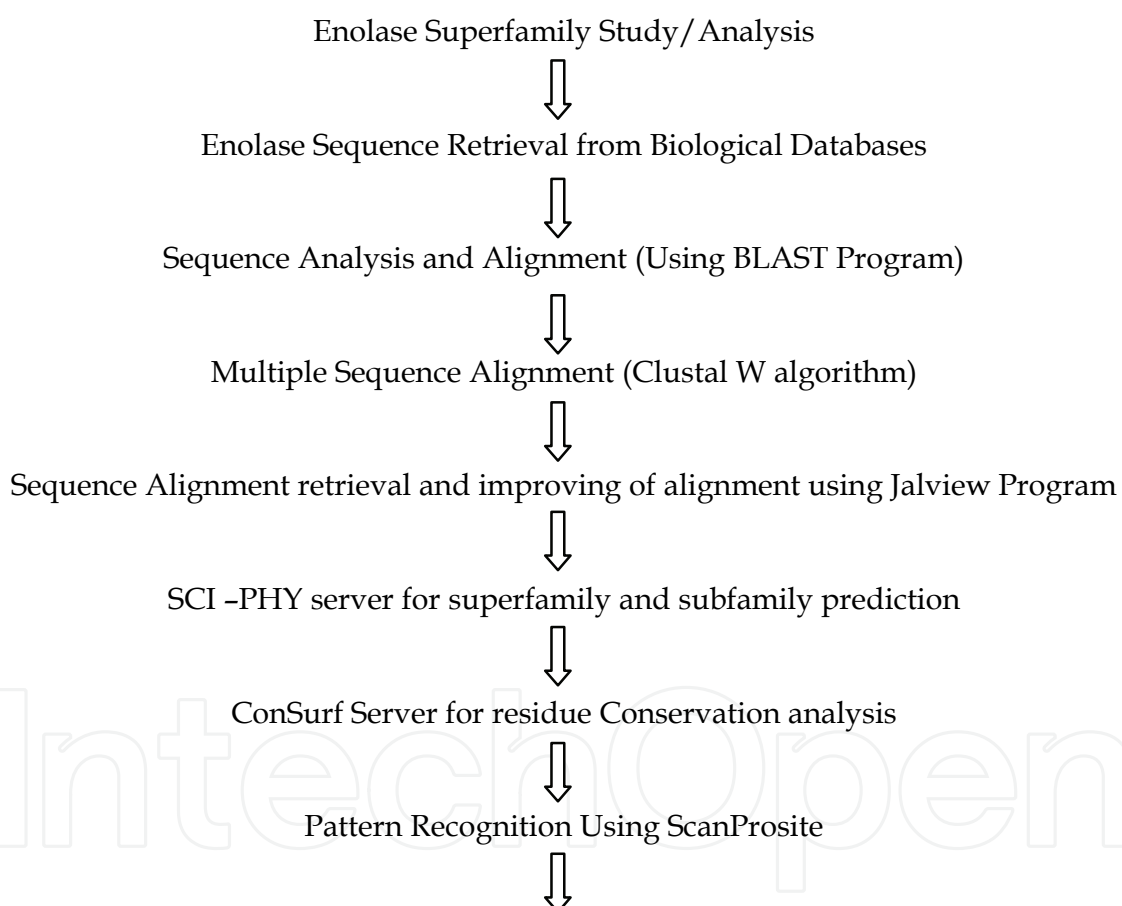 Enolase Superfamily Study/Analysis
Enolase Sequence Retrieval from Biological Databases
Sequence Analysis and Alignment (Using BLAST Program)
Multiple Sequence Alignment (Clustal W algorithm)
Sequence Alignment retrieval and improving of alignment using Jalview Program
SCI –PHY server for superfamily and subfamily prediction
ConSurf Server for residue Conservation analysis
IntechOpen
Pattern Recognition Using ScanProsite